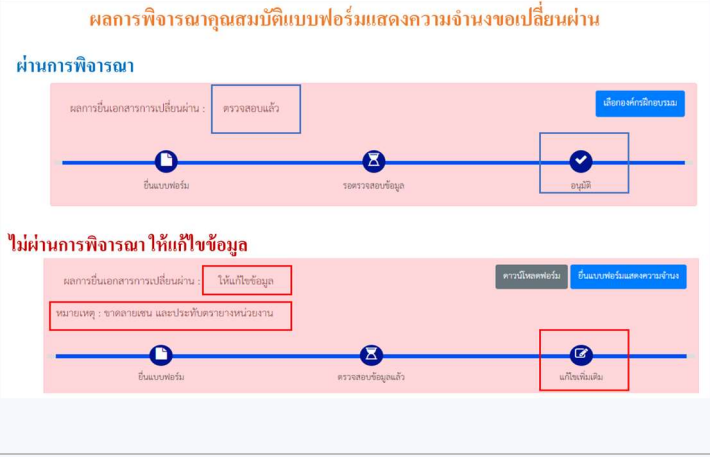 ผลการพิจารณาคุณสมบัติแบบฟอร์มแสดงความจำนงขอเปลี่ยนผ่าน
ผ่านการพิจารณา
ผลการยื่นเอกสารการเปลี่ยนผ่าน : ตรวจสอบแล้ว
เลือกองค์กรฝึกอบรมม
ยื่นแบบฟอร์ม รอตรวจสอบข้อมูล อนุมัติ
ไม่ผ่านการพิจารณา ให้แก้ไขข้อมูล
ผลการยื่นเอกสารการเปลี่ยนผ่าน : ให้แก้ไขข้อมูล
ดาวน์โหลดฟอร์ม ยื่นแบบฟอร์มแสดงความจำนง
หมายเหตุ : ขาดลายเซน และประทับตรายางหน่วยงาน
ยื่นแบบฟอร์ม ตรวจสอบข้อมูลแล้ว แก้ไขเพิ่มเติม